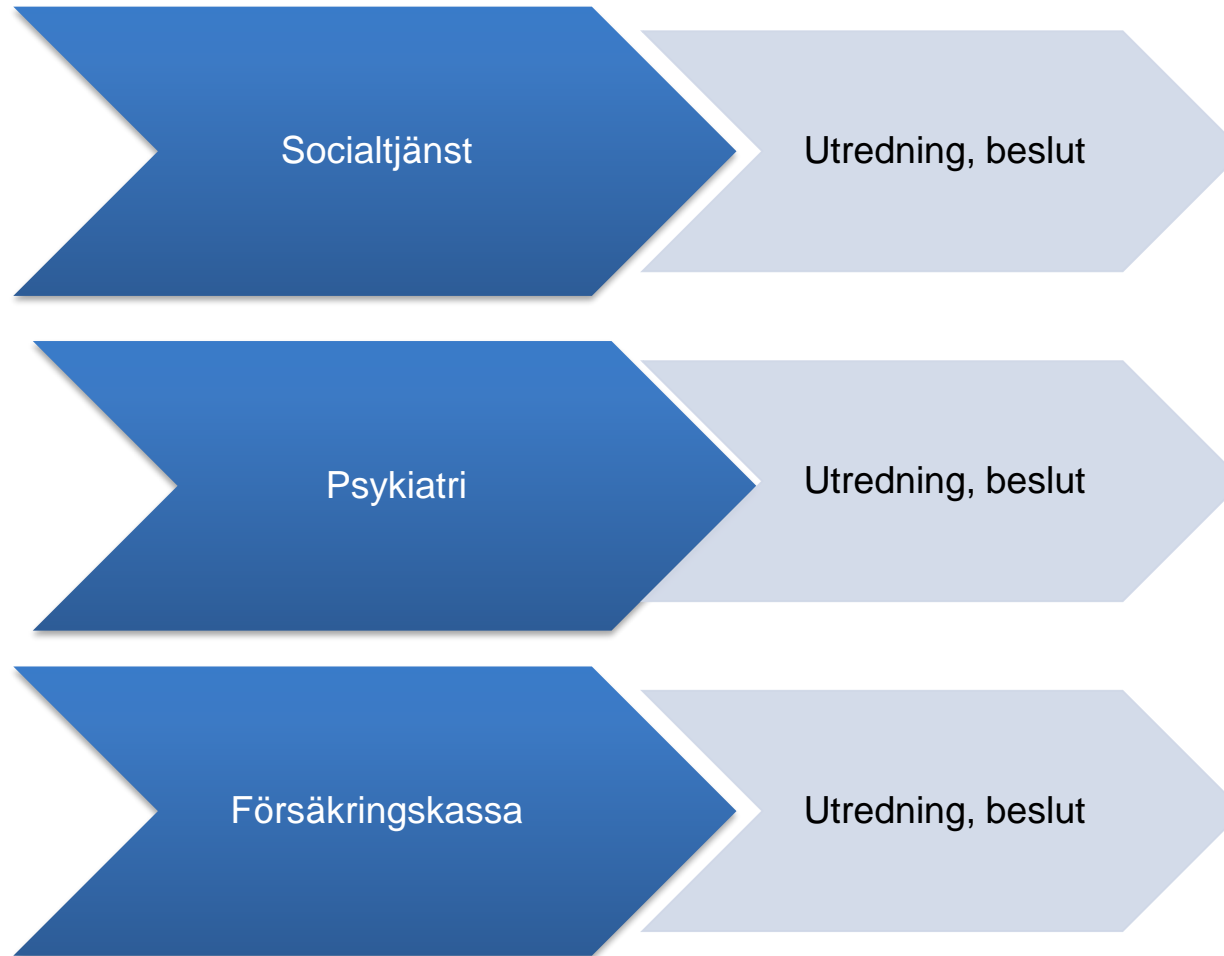 Socialtjänst
Utredning, beslut
Psykiatri
Utredning, beslut
Försäkringskassa
Utredning, beslut